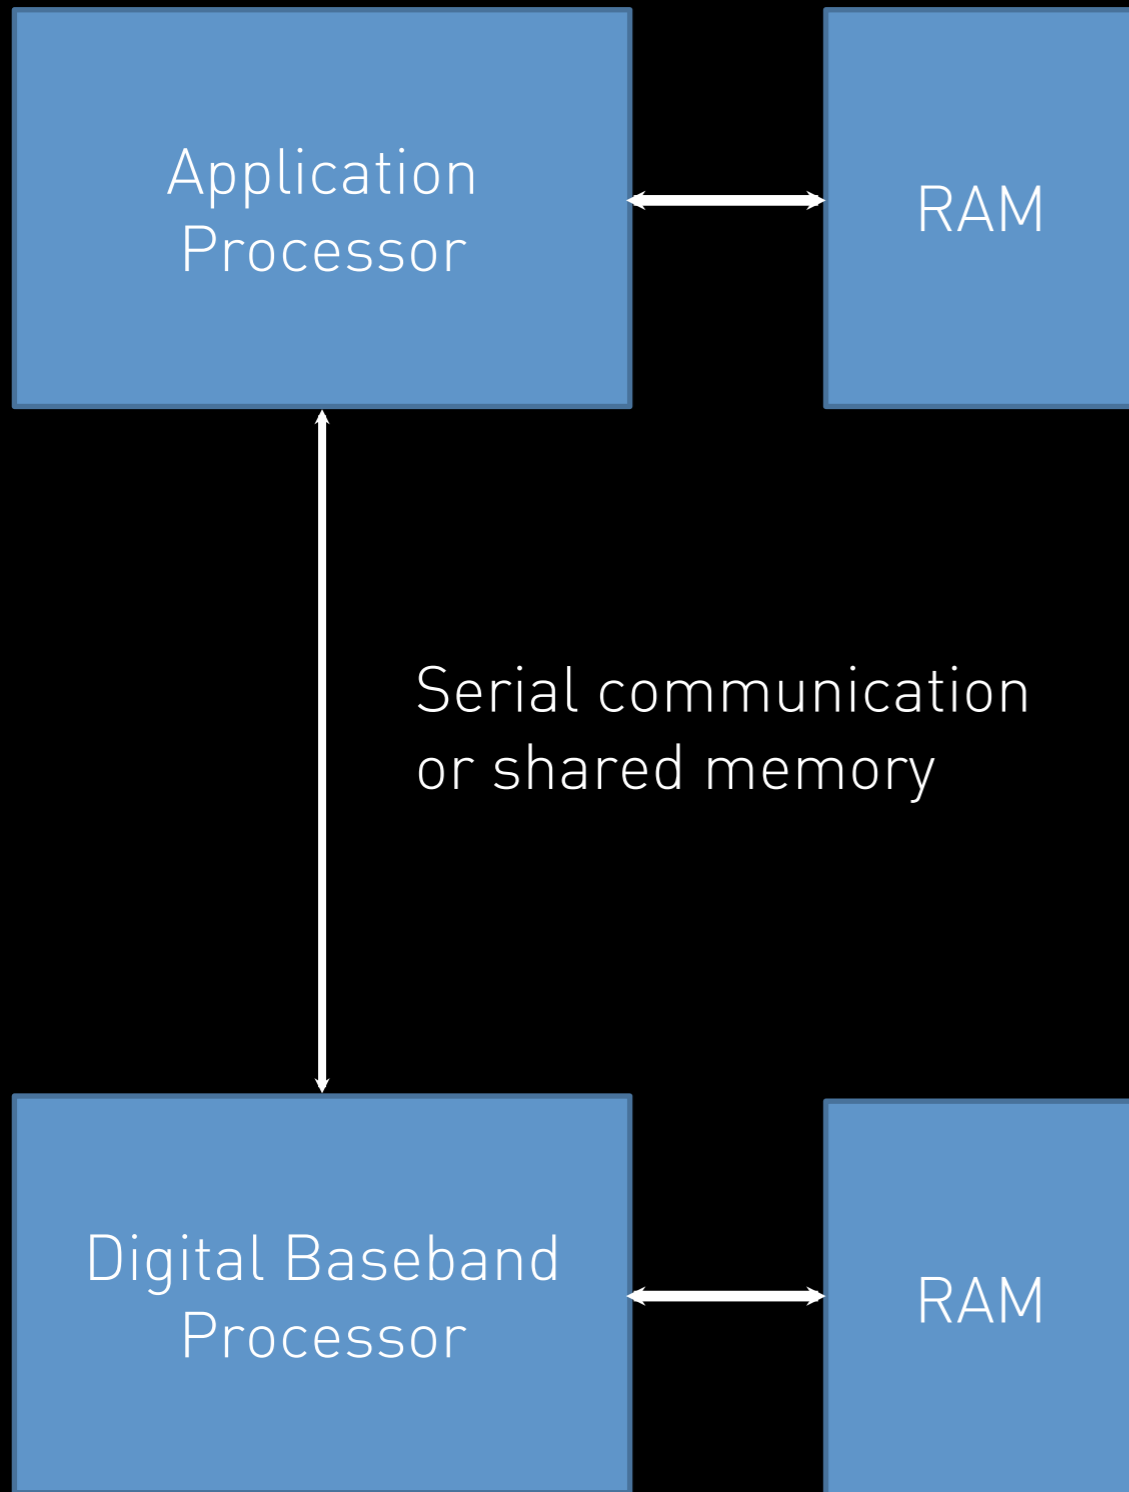 Application
Processor
RAM
Serial communication
or shared memory
Digital Baseband
Processor
RAM